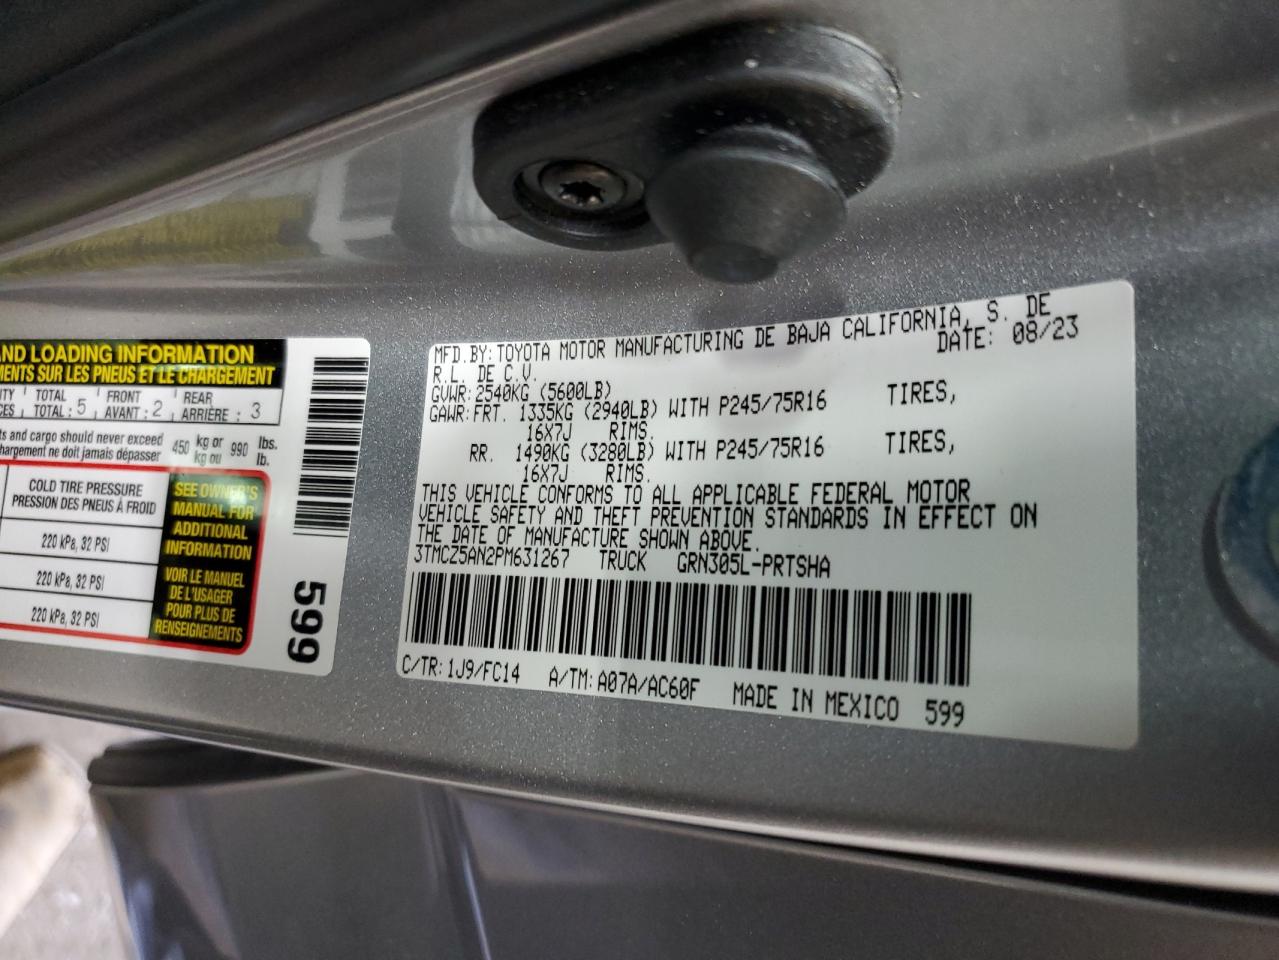 AND LOADING INFORMATION
MENTS SUR LES PNEUS ET LE CHARGEMENT
TOTAL FRONT REAR
TOTAL : 5 AVANT : 2 ARRIÈRE : 3
ts and cargo should never exceed 450 kg or 990 lbs.
hargement ne doit jamais dépasser kg ou lb.
COLD TIRE PRESSURE
PRESSION DES PNEUS À FROID
220 kPa, 32 PSI
220 kPa, 32 PSI
220 kPa, 32 PSI
SEE OWNER'S
MANUAL FOR
ADDITIONAL
INFORMATION
VOIR LE MANUEL
DE L'USAGER
POUR PLUS DE
RENSEIGNEMENTS
599
MFD.BY: TOYOTA MOTOR MANUFACTURING DE BAJA CALIFORNIA, S. DE
R.L. DE C.V. DATE: 08/23
GVWR: 2540KG (5600LB)
GAWR: FRT. 1335KG (2940LB) WITH P245/75R16 TIRES,
16X7J RIMS.
RR. 1490KG (3280LB) WITH P245/75R16 TIRES,
16X7J RIMS.
THIS VEHICLE CONFORMS TO ALL APPLICABLE FEDERAL MOTOR
VEHICLE SAFETY AND THEFT PREVENTION STANDARDS IN EFFECT ON
THE DATE OF MANUFACTURE SHOWN ABOVE.
3TMCZ5AN2PM631267 TRUCK GRN305L-PRTSHA
C/TR: 1J9/FC14 A/TM: A07A/AC60F MADE IN MEXICO 599